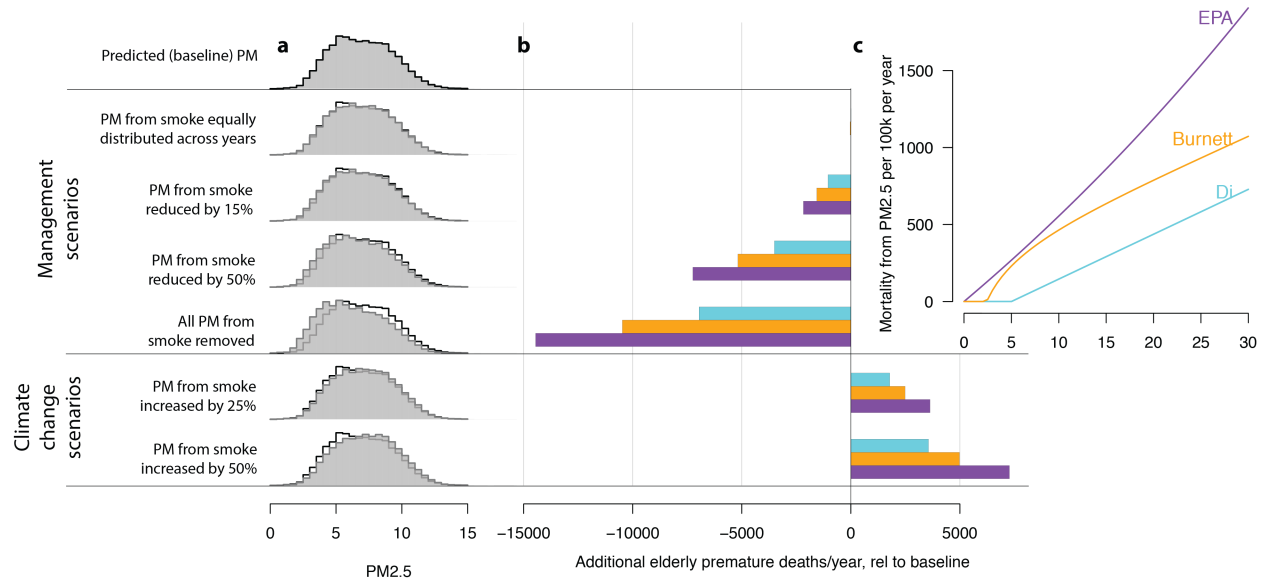 a
b
c
Predicted (baseline) PM
PM from smoke equally
distributed across years
PM from smoke
reduced by 15%
PM from smoke
reduced by 50%
All PM from
smoke removed
PM from smoke
increased by 25%
PM from smoke
increased by 50%
Management
scenarios
Climate
change
scenarios
0 5 10 15
PM2.5
−15000 −10000 −5000 0 5000
Additional elderly premature deaths/year, rel to baseline
Mortality from PM2.5 per 100k per year
1500
1000
500
0
EPA
Burnett
Di
0 5 10 15 20 25 30